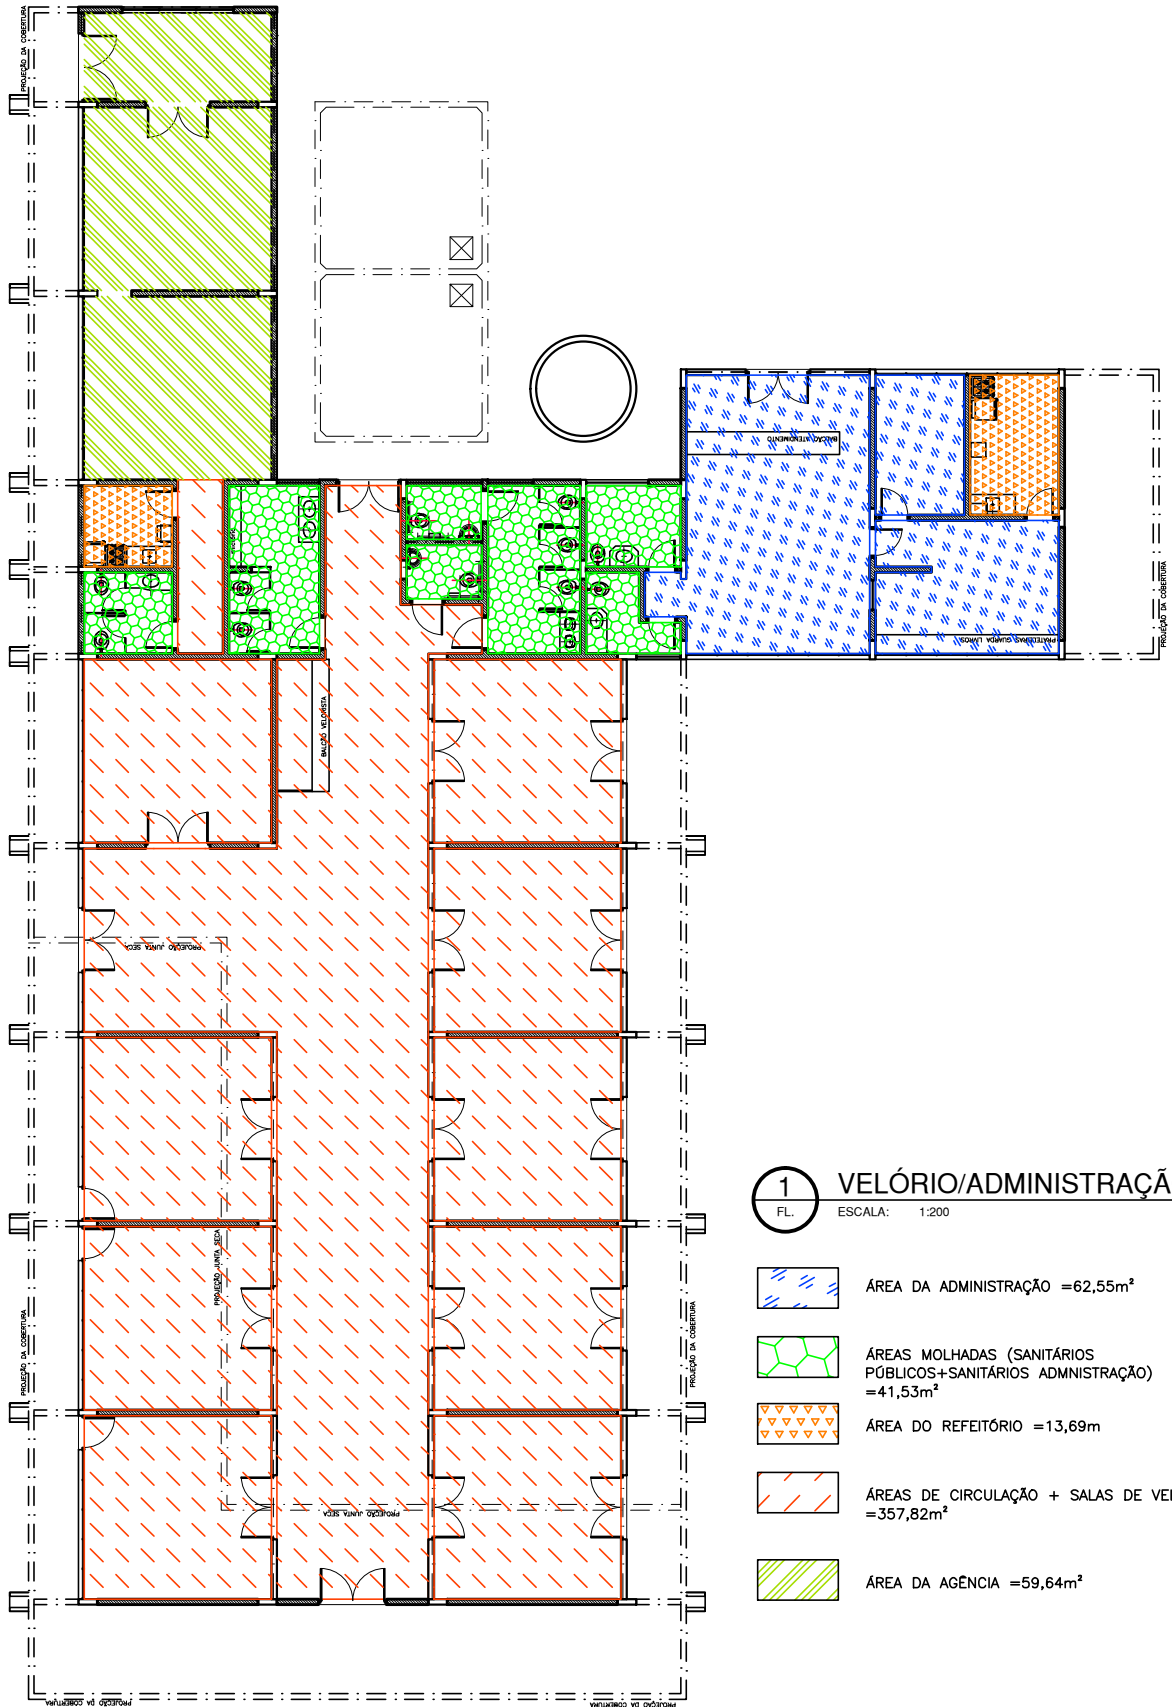 PROJEÇÃO DA COBERTURA
BALCÃO ATENDIMENTO
PROJEÇÃO DA COBERTURA
PRATELEIRAS GUARDA LIVROS
BALCÃO VELORISTA
PROJEÇÃO JUNTA SECA
1
FL.
VELÓRIO/ADMINISTRAÇÃ
ESCALA: 1:200
PROJEÇÃO JUNTA SECA
ÁREA DA ADMINISTRAÇÃO =62,55m²
PROJEÇÃO DA COBERTURA
PROJEÇÃO DA COBERTURA
ÁREAS MOLHADAS (SANITÁRIOS
PÚBLICOS+SANITÁRIOS ADMNISTRAÇÃO)
=41,53m²
ÁREA DO REFEITÓRIO =13,69m
ÁREAS DE CIRCULAÇÃO + SALAS DE VEI
=357,82m²
PROJEÇÃO JUNTA SECA
ÁREA DA AGÊNCIA =59,64m²
PROJEÇÃO DA COBERTURA
PROJEÇÃO DA COBERTURA